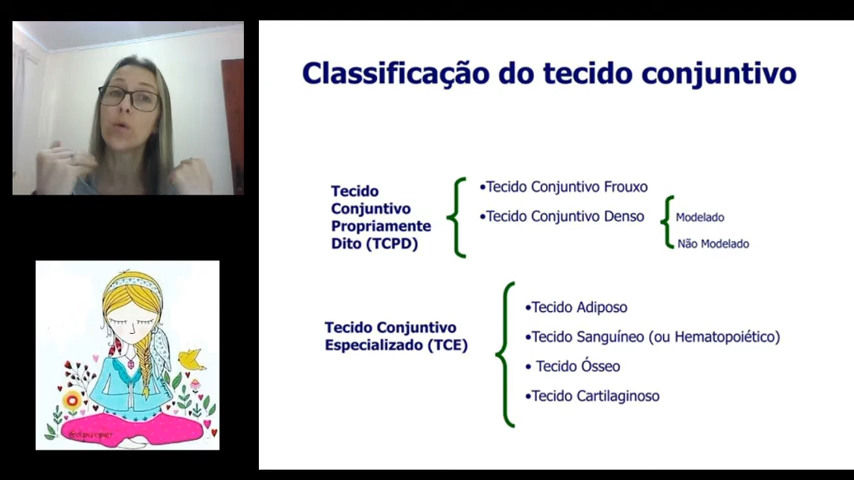 Classificação do tecido conjuntivo
Tecido
Conjuntivo
Propriamente
Dito (TCPD)
•Tecido Conjuntivo Frouxo
•Tecido Conjuntivo Denso
Modelado
Não Modelado
Tecido Conjuntivo
Especializado (TCE)
•Tecido Adiposo
•Tecido Sanguíneo (ou Hematopoiético)
• Tecido Ósseo
•Tecido Cartilaginoso